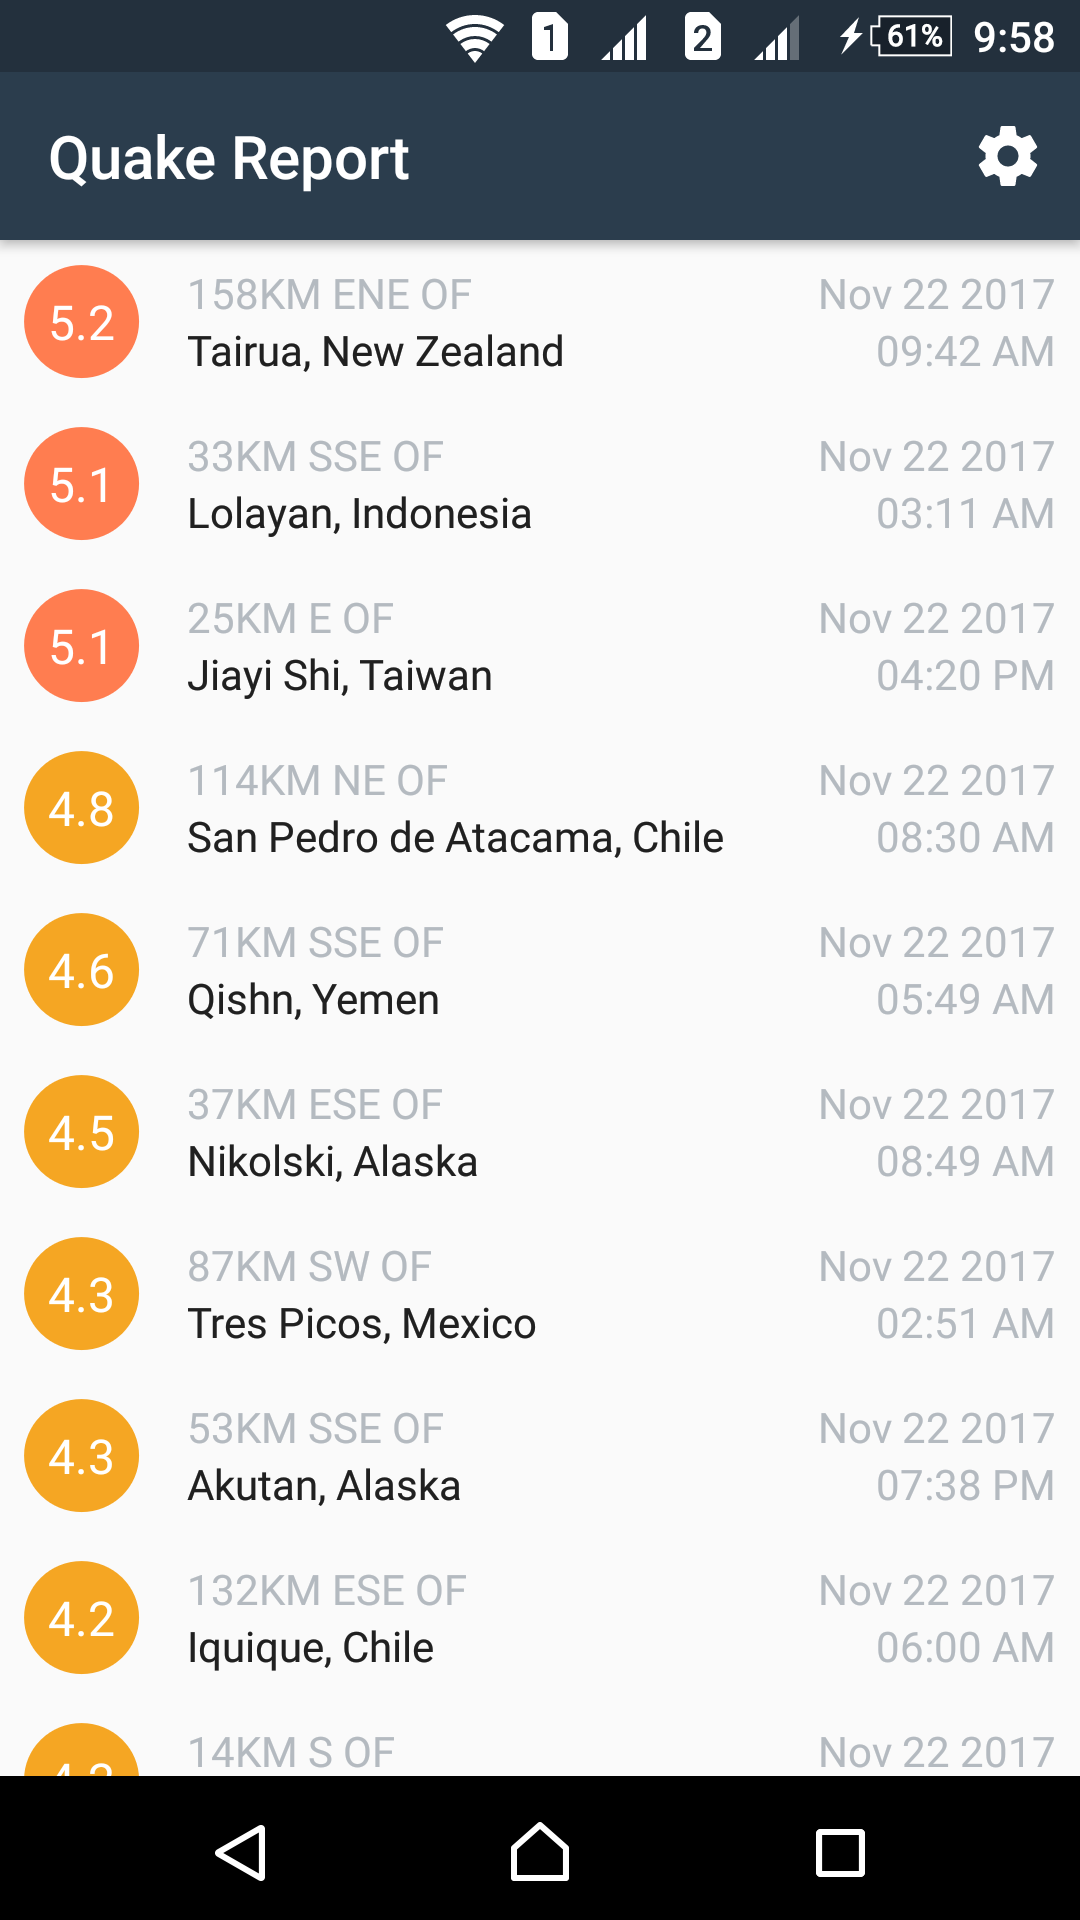 1 2 61% 9:58
Quake Report
5.2 158KM ENE OF Nov 22 2017
Tairua, New Zealand 09:42 AM
5.1 33KM SSE OF Nov 22 2017
Lolayan, Indonesia 03:11 AM
5.1 25KM E OF Nov 22 2017
Jiayi Shi, Taiwan 04:20 PM
4.8 114KM NE OF Nov 22 2017
San Pedro de Atacama, Chile 08:30 AM
4.6 71KM SSE OF Nov 22 2017
Qishn, Yemen 05:49 AM
4.5 37KM ESE OF Nov 22 2017
Nikolski, Alaska 08:49 AM
4.3 87KM SW OF Nov 22 2017
Tres Picos, Mexico 02:51 AM
4.3 53KM SSE OF Nov 22 2017
Akutan, Alaska 07:38 PM
4.2 132KM ESE OF Nov 22 2017
Iquique, Chile 06:00 AM
14KM S OF Nov 22 2017